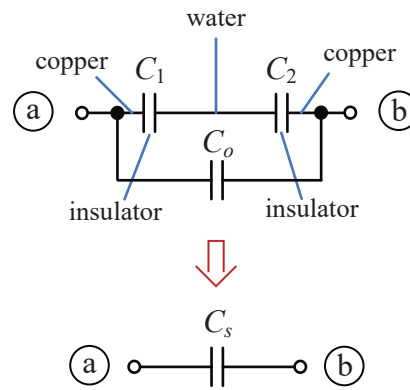 water
copper C₁ C₂ copper
a b
Cₒ
insulator insulator
Cₛ
a b